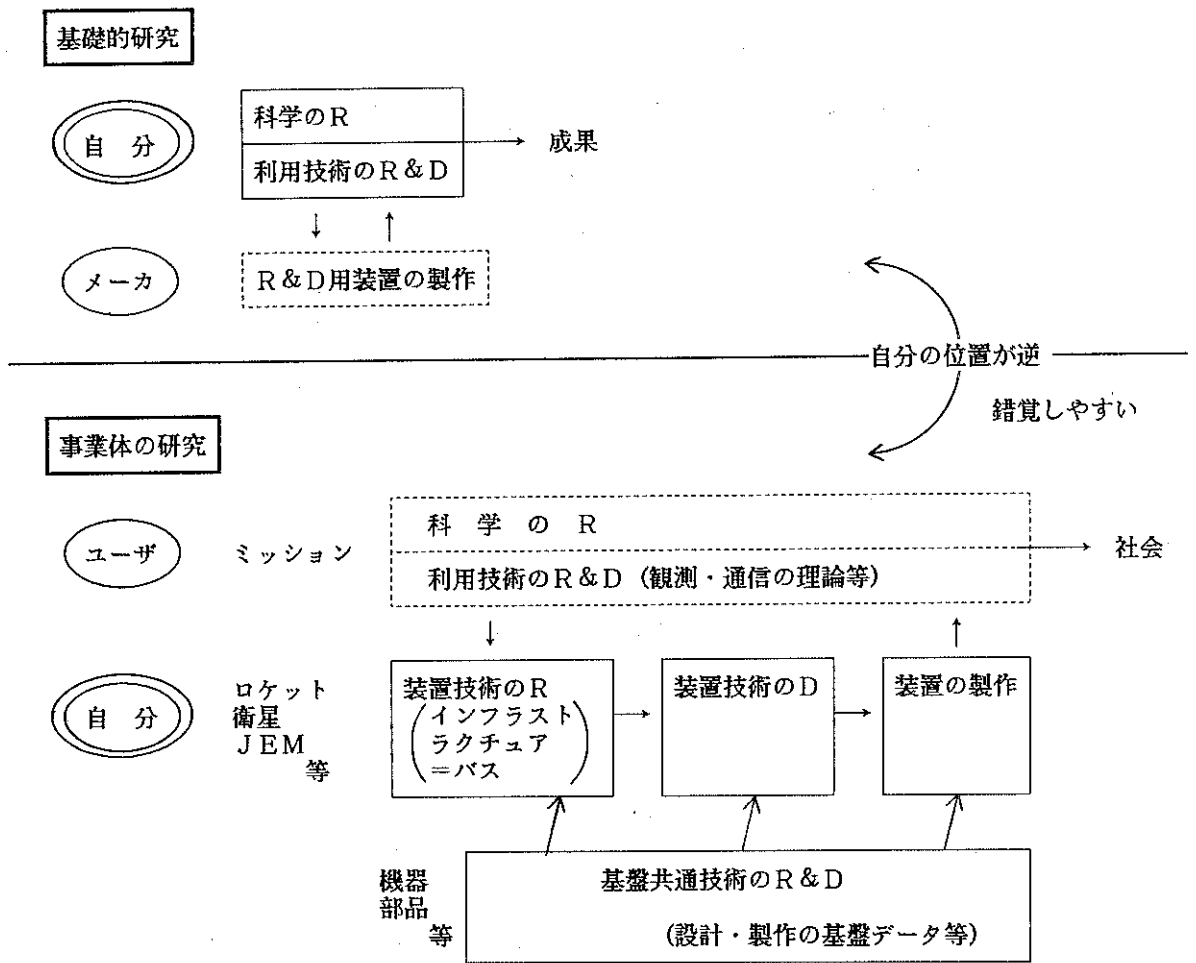 基礎的研究
自分
科学のR
利用技術のR&D
成果
↓ ↑
メーカ
R&D用装置の製作
自分の位置が逆
錯覚しやすい
事業体の研究
ユーザ
ミッション
科学のR
利用技術のR&D (観測・通信の理論等)
社会
自分
ロケット
衛星
JEM
等
装置技術のR
(インフラスト
ラクチュア
=バス)
装置技術のD
装置の製作
機器
部品
等
基盤共通技術のR&D
(設計・製作の基盤データ等)